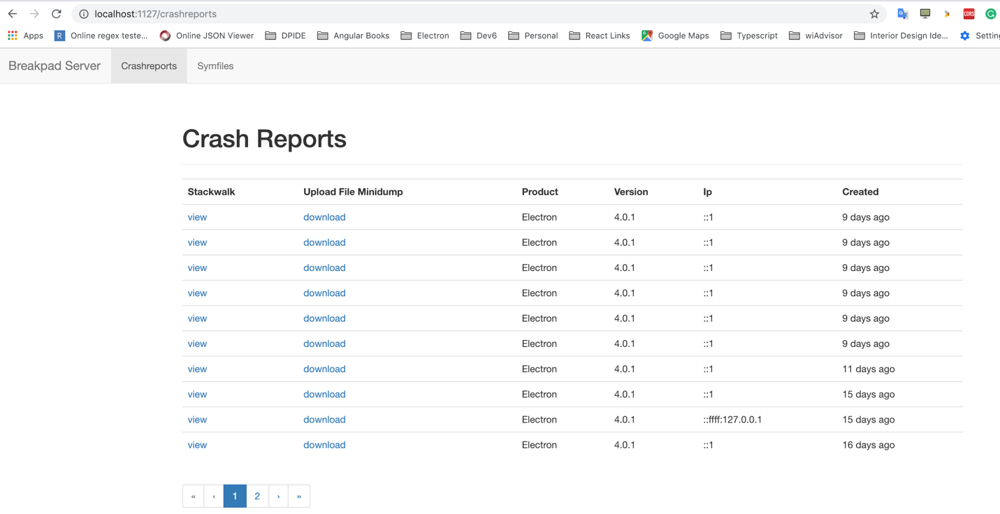 localhost:1127/crashreports
Apps R Online regex teste... Online JSON Viewer DPIDE Angular Books Electron Dev6 Personal React Links Google Maps Typescript wiAdvisor Interior Design Ide... Settin
Breakpad Server Crashreports Symfiles
Crash Reports
Stackwalk Upload File Minidump Product Version Ip Created
view download Electron 4.0.1 ::1 9 days ago
view download Electron 4.0.1 ::1 9 days ago
view download Electron 4.0.1 ::1 9 days ago
view download Electron 4.0.1 ::1 9 days ago
view download Electron 4.0.1 ::1 9 days ago
view download Electron 4.0.1 ::1 9 days ago
view download Electron 4.0.1 ::1 11 days ago
view download Electron 4.0.1 ::1 15 days ago
view download Electron 4.0.1 ::ffff:127.0.0.1 15 days ago
view download Electron 4.0.1 ::1 16 days ago
« ‹ 1 2 › »